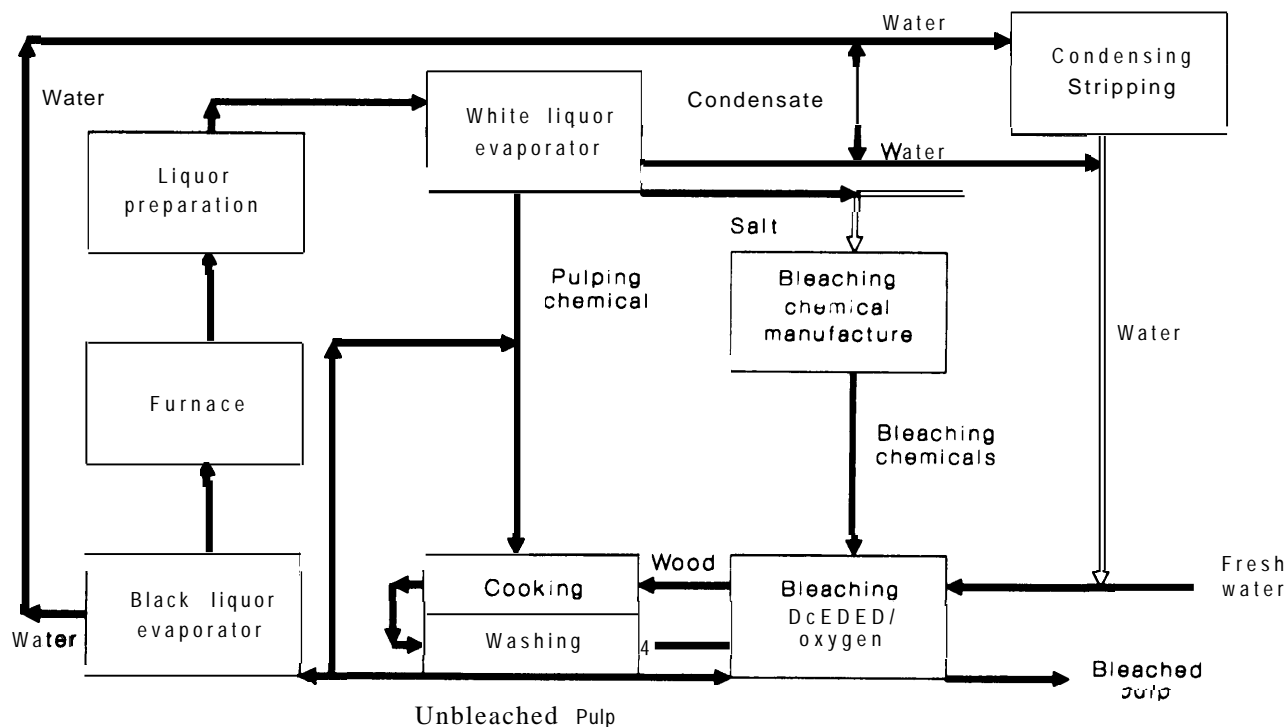 Water
Condensing
Stripping
Water
Condensate
White liquor
evaporator
Water
Liquor
preparation
Salt
Pulping
chemical
Bleaching
chemical
manufacture
Water
Furnace
Bleaching
chemicals
Wood
Fresh
water
Cooking
Bleaching
DcEDED/
oxygen
Black liquor
evaporator
Water
Washing
4
Bleached
pulp
Unbleached Pulp